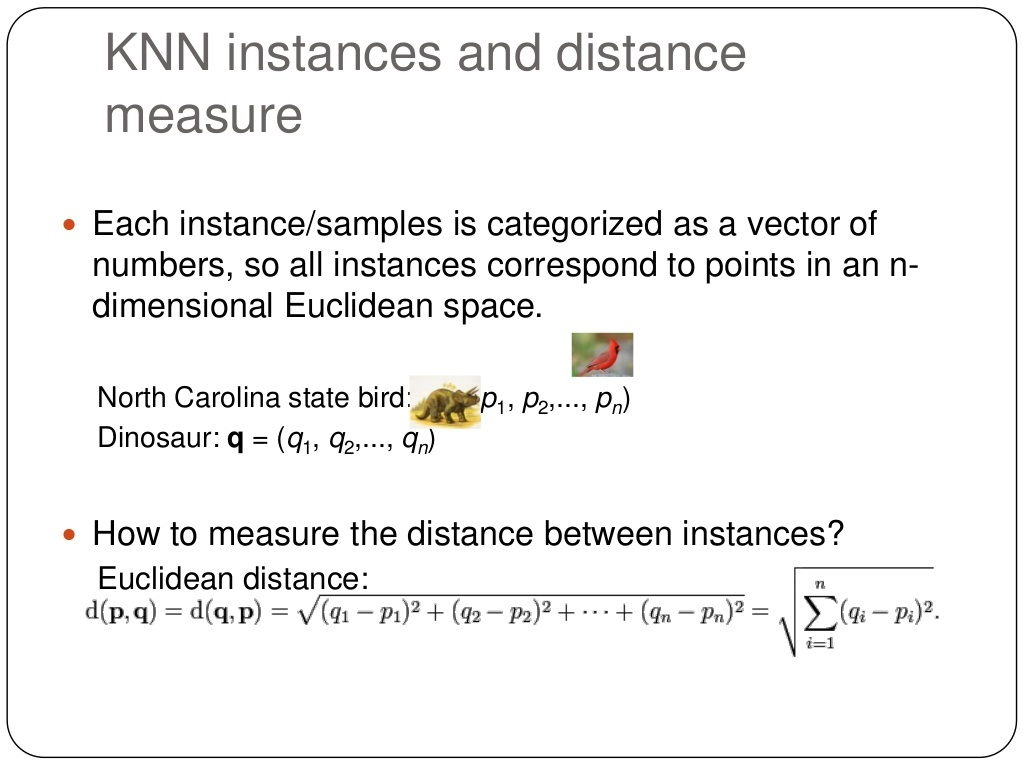 KNN instances and distance
measure
• Each instance/samples is categorized as a vector of
numbers, so all instances correspond to points in an n-
dimensional Euclidean space.
North Carolina state bird: p₁, p₂,..., pₙ)
Dinosaur: q = (q₁, q₂,..., qₙ)
• How to measure the distance between instances?
Euclidean distance:
d(p, q) = d(q, p) = √((q₁ − p₁)² + (q₂ − p₂)² + ··· + (qₙ − pₙ)²) = √(∑ᵢ₌₁ⁿ (qᵢ − pᵢ)²).